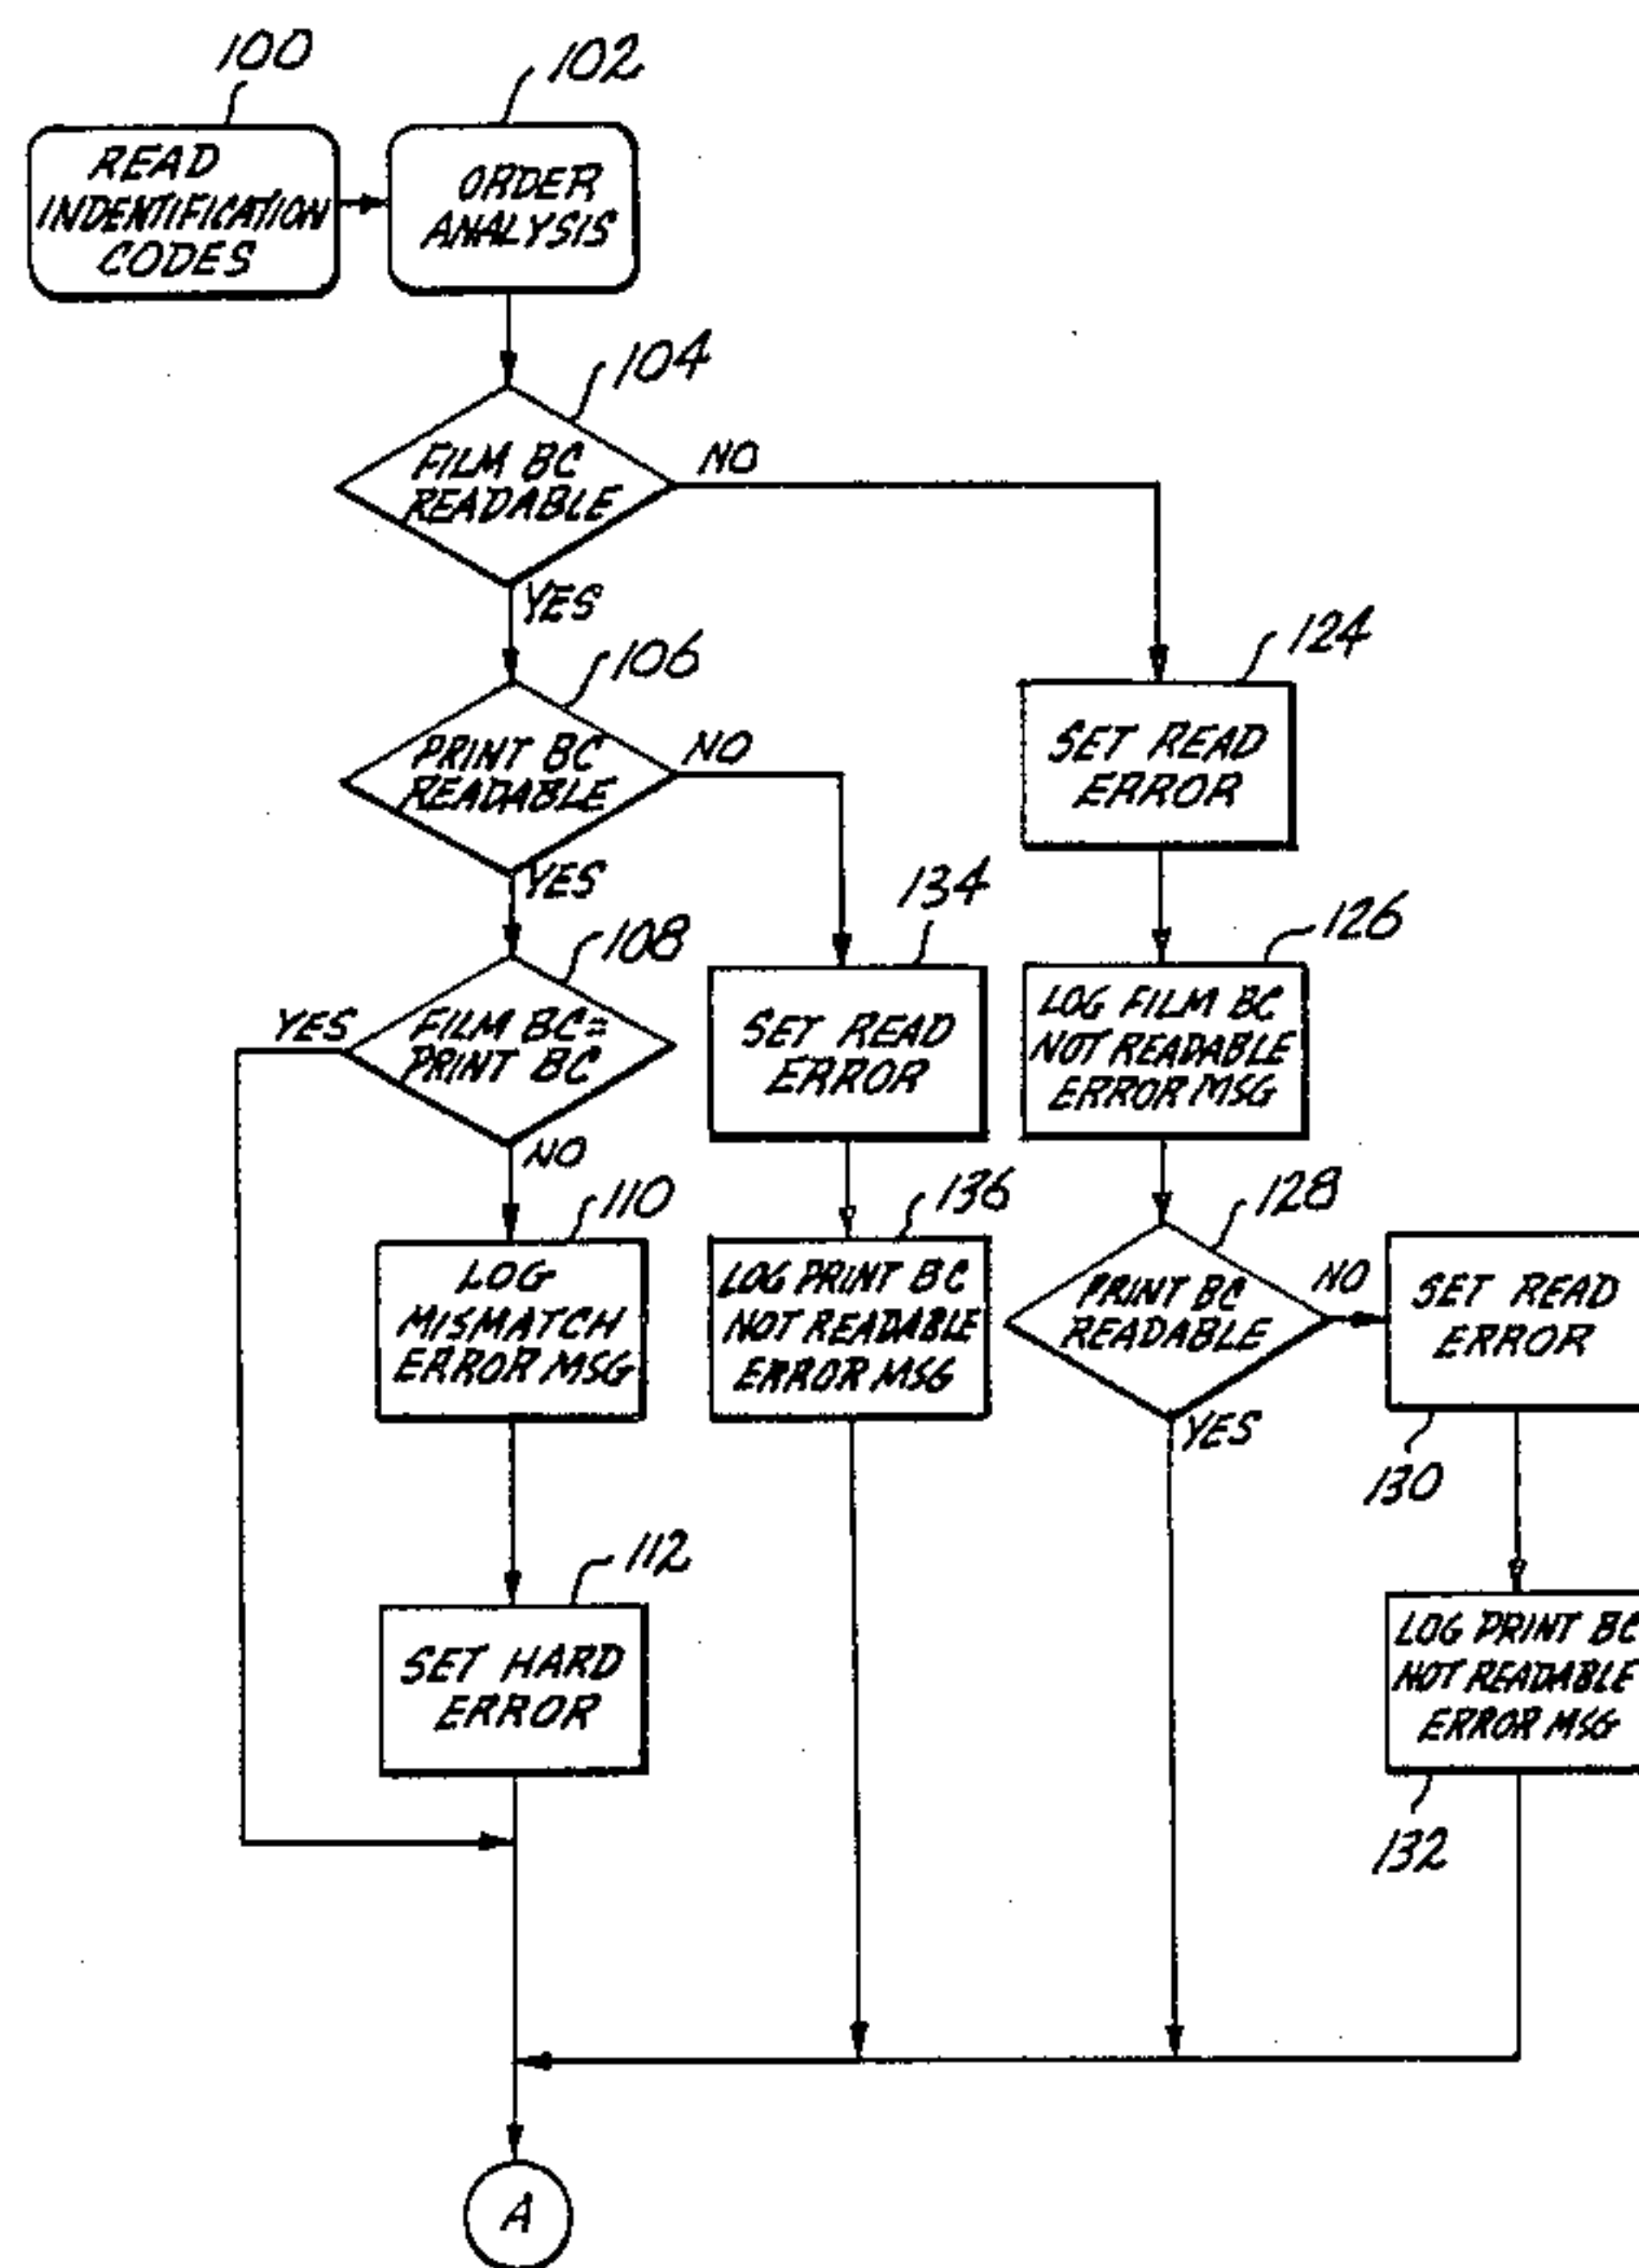 100
102
READ
INDENTIFICATION
CODES
ORDER
ANALYSIS
104
FILM BC
READABLE
NO
YES
106
124
PRINT BC
READABLE
NO
SET READ
ERROR
YES
134
108
126
YES
FILM BC=
PRINT BC
SET READ
ERROR
LOG FILM BC
NOT READABLE
ERROR MSG
NO
110
136
128
LOG
MISMATCH
ERROR MSG
LOG PRINT BC
NOT READABLE
ERROR MSG
PRINT BC
READABLE
NO
SET READ
ERROR
YES
130
112
SET HARD
ERROR
LOG PRINT BC
NOT READABLE
ERROR MSG
132
A